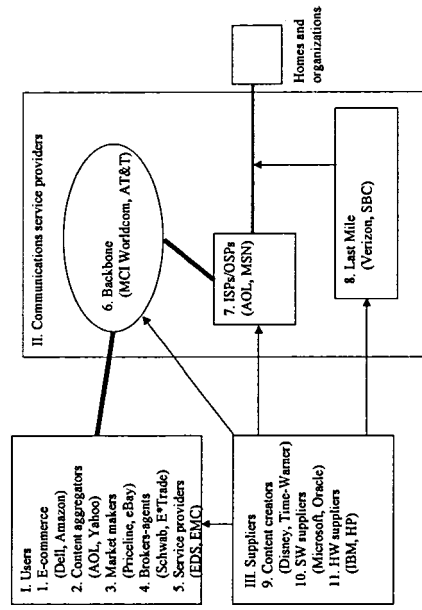 I. Users
1. E-commerce
(Dell, Amazon)
2. Content aggregators
(AOL, Yahoo)
3. Market makers
(Priceline, eBay)
4. Brokers-agents
(Schwab, E*Trade)
5. Service providers
(EDS, EMC)
II. Communications service providers
6. Backbone
(MCI Worldcom, AT&T)
7. ISPs/OSPs
(AOL, MSN)
8. Last Mile
(Verizon, SBC)
Homes and
organizations
III. Suppliers
9. Content creators
(Disney, Time-Warner)
10. SW suppliers
(Microsoft, Oracle)
11. HW suppliers
(IBM, HP)